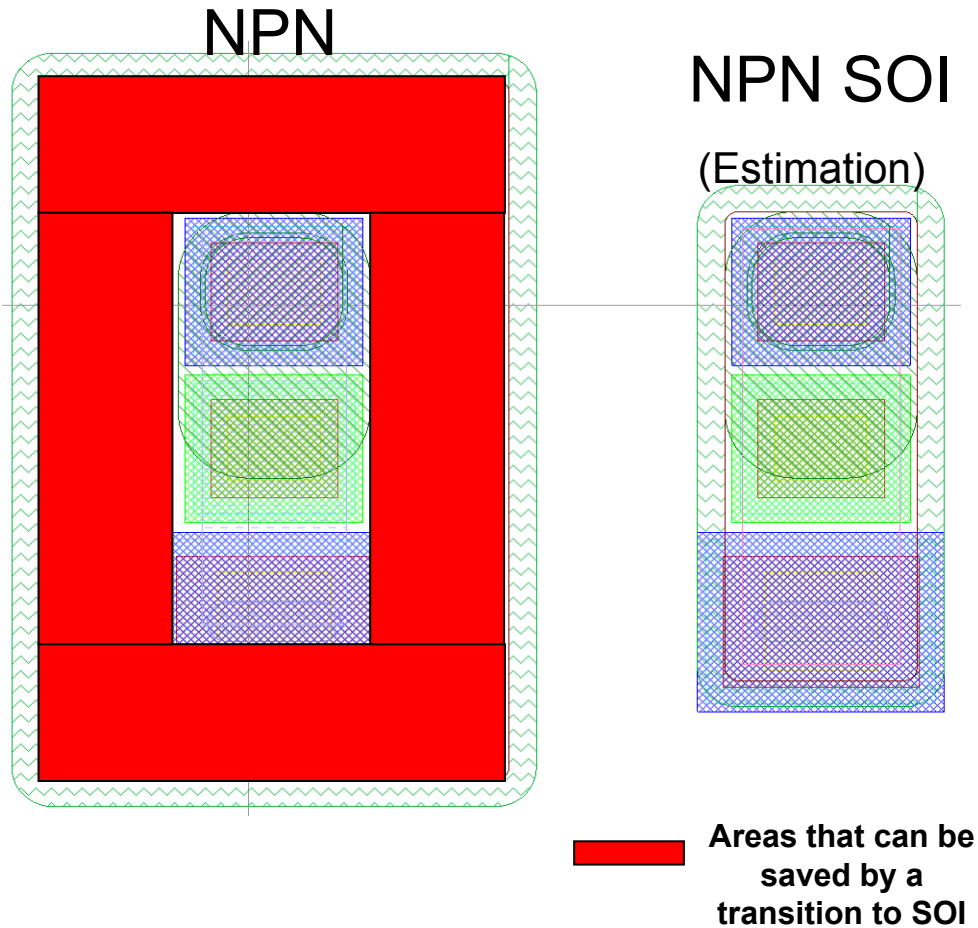 NPN
NPN SOI
(Estimation)
Areas that can be
saved by a
transition to SOI